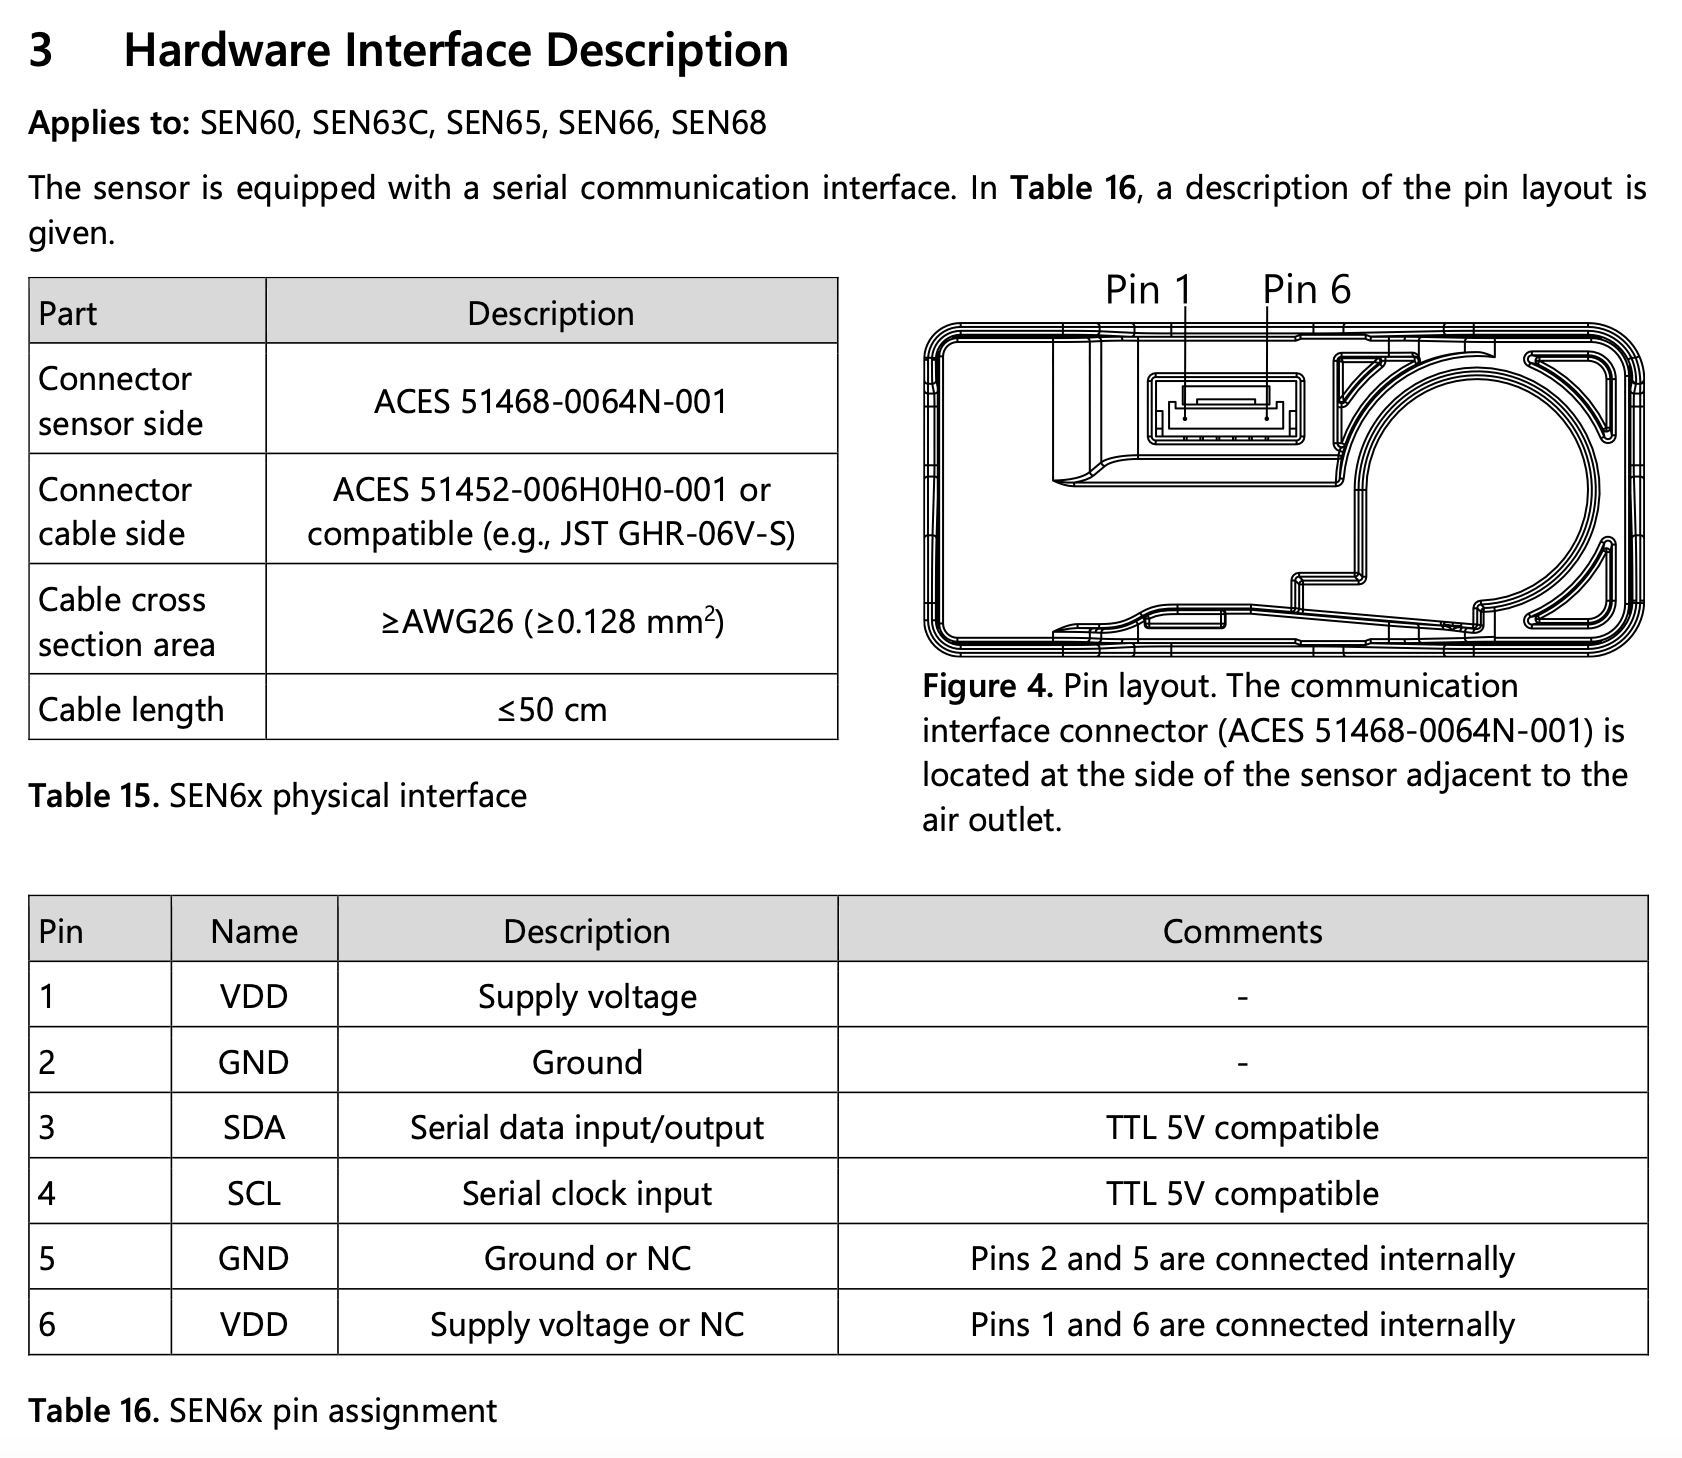 3 Hardware Interface Description
Applies to: SEN60, SEN63C, SEN65, SEN66, SEN68
The sensor is equipped with a serial communication interface. In Table 16, a description of the pin layout is
given.
Part Description
Connector
sensor side
ACES 51468-0064N-001
Connector
cable side
ACES 51452-006H0H0-001 or
compatible (e.g., JST GHR-06V-S)
Cable cross
section area
≥AWG26 (≥0.128 mm²)
Cable length ≤50 cm
Table 15. SEN6x physical interface
Pin 1 Pin 6
Figure 4. Pin layout. The communication
interface connector (ACES 51468-0064N-001) is
located at the side of the sensor adjacent to the
air outlet.
Pin Name Description Comments
1 VDD Supply voltage -
2 GND Ground -
3 SDA Serial data input/output TTL 5V compatible
4 SCL Serial clock input TTL 5V compatible
5 GND Ground or NC Pins 2 and 5 are connected internally
6 VDD Supply voltage or NC Pins 1 and 6 are connected internally
Table 16. SEN6x pin assignment